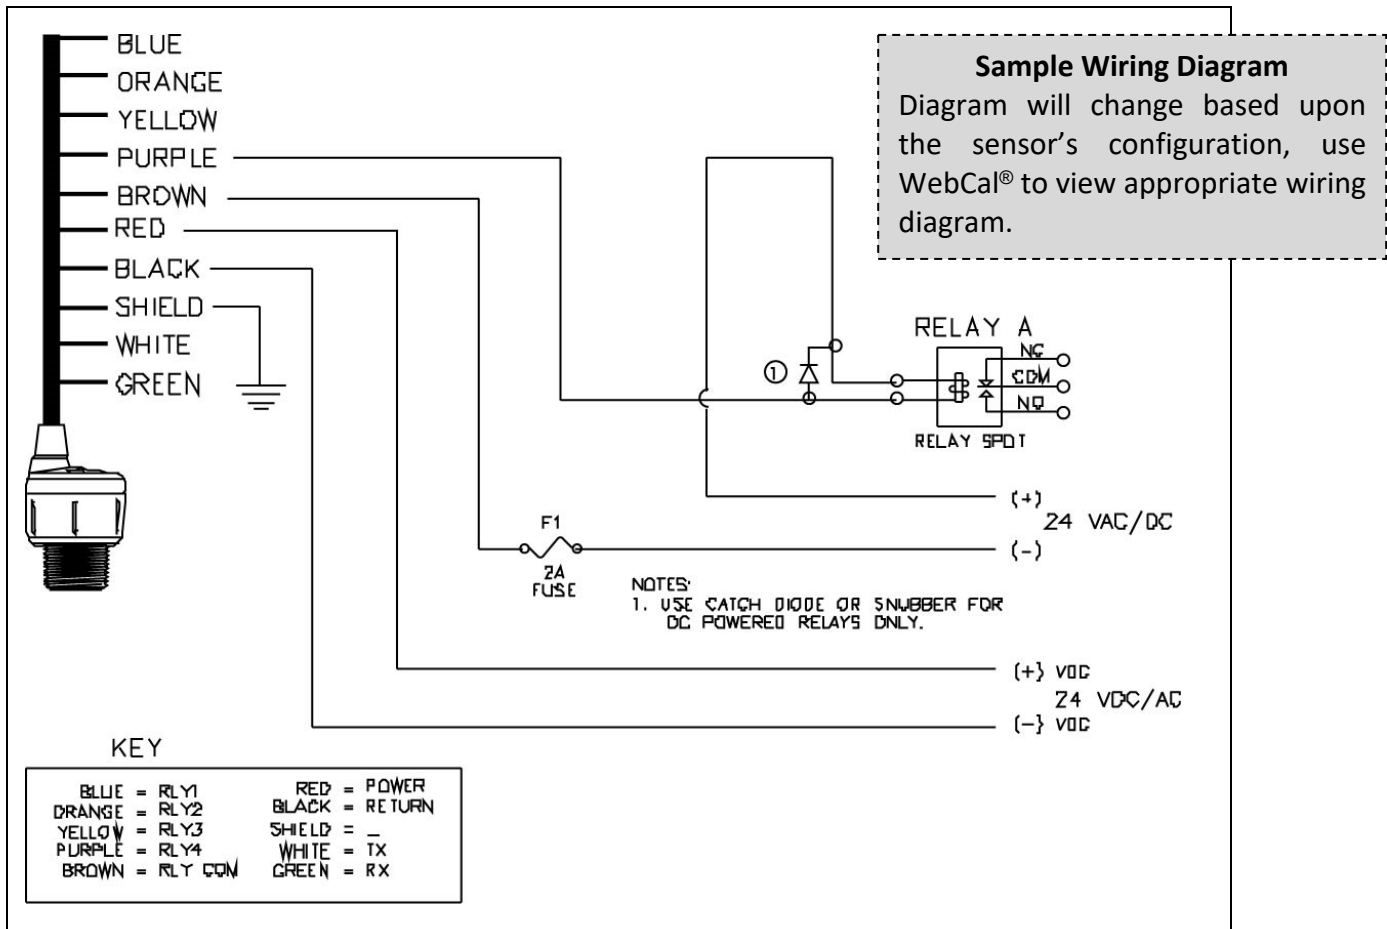 BLUE
ORANGE
YELLOW
PURPLE
BROWN
RED
BLACK
SHIELD
WHITE
GREEN
Sample Wiring Diagram
Diagram will change based upon
the sensor’s configuration, use
WebCal® to view appropriate wiring
diagram.
RELAY A
NC
COM
NO
RELAY SPDT
1
(+)
24 VAC/DC
(-)
F1
2A
FUSE
NOTES:
1. USE CATCH DIODE OR SNUBBER FOR
DC POWERED RELAYS ONLY.
(+) VDC
24 VDC/AC
(-) VDC
KEY
BLUE = RLY1
ORANGE = RLY2
YELLOW = RLY3
PURPLE = RLY4
BROWN = RLY COM
RED = POWER
BLACK = RETURN
SHIELD = _
WHITE = TX
GREEN = RX